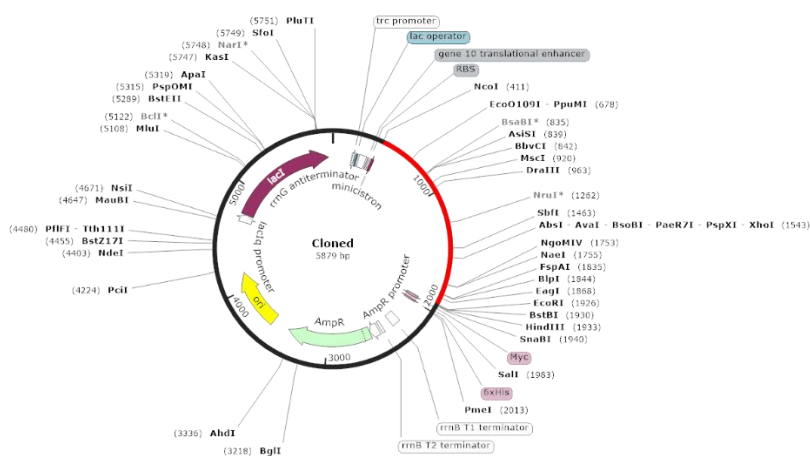 (5751) PluTI
(5749) SfoI
(5748) NarI*
(5747) KasI
(5319) ApaI
(5315) PspOMI
(5289) BstEII
(5122) BclI*
(5108) MluI
(4671) NsiI
(4647) MauBI
(4480) PflFI - Tth111I
(4455) BstZ17I
(4403) NdeI
(4224) PciI
(3336) AhdI
(3218) BglI
trc promoter
lac operator
gene 10 translational enhancer
RBS
NcoI (411)
EcoO109I - PpuMI (678)
BsaBI* (835)
AsiSI (839)
BbvCI (842)
MscI (920)
DraIII (963)
NruI* (1262)
SbfI (1463)
AbsI - AvaI - BsoBI - PaeR7I - PspXI - XhoI (1543)
NgoMIV (1753)
NaeI (1755)
FspAI (1835)
BlpI (1844)
EagI (1868)
EcoRI (1926)
BstBI (1930)
HindIII (1933)
SnaBI (1940)
Myc
SalI (1983)
6xHis
PmeI (2013)
rrnB T1 terminator
rrnB T2 terminator
lacI
rrnG antiterminator
minicistron
lacIq promoter
ori
AmpR
AmpR promoter
1000
2000
3000
4000
5000
Cloned
5879 bp